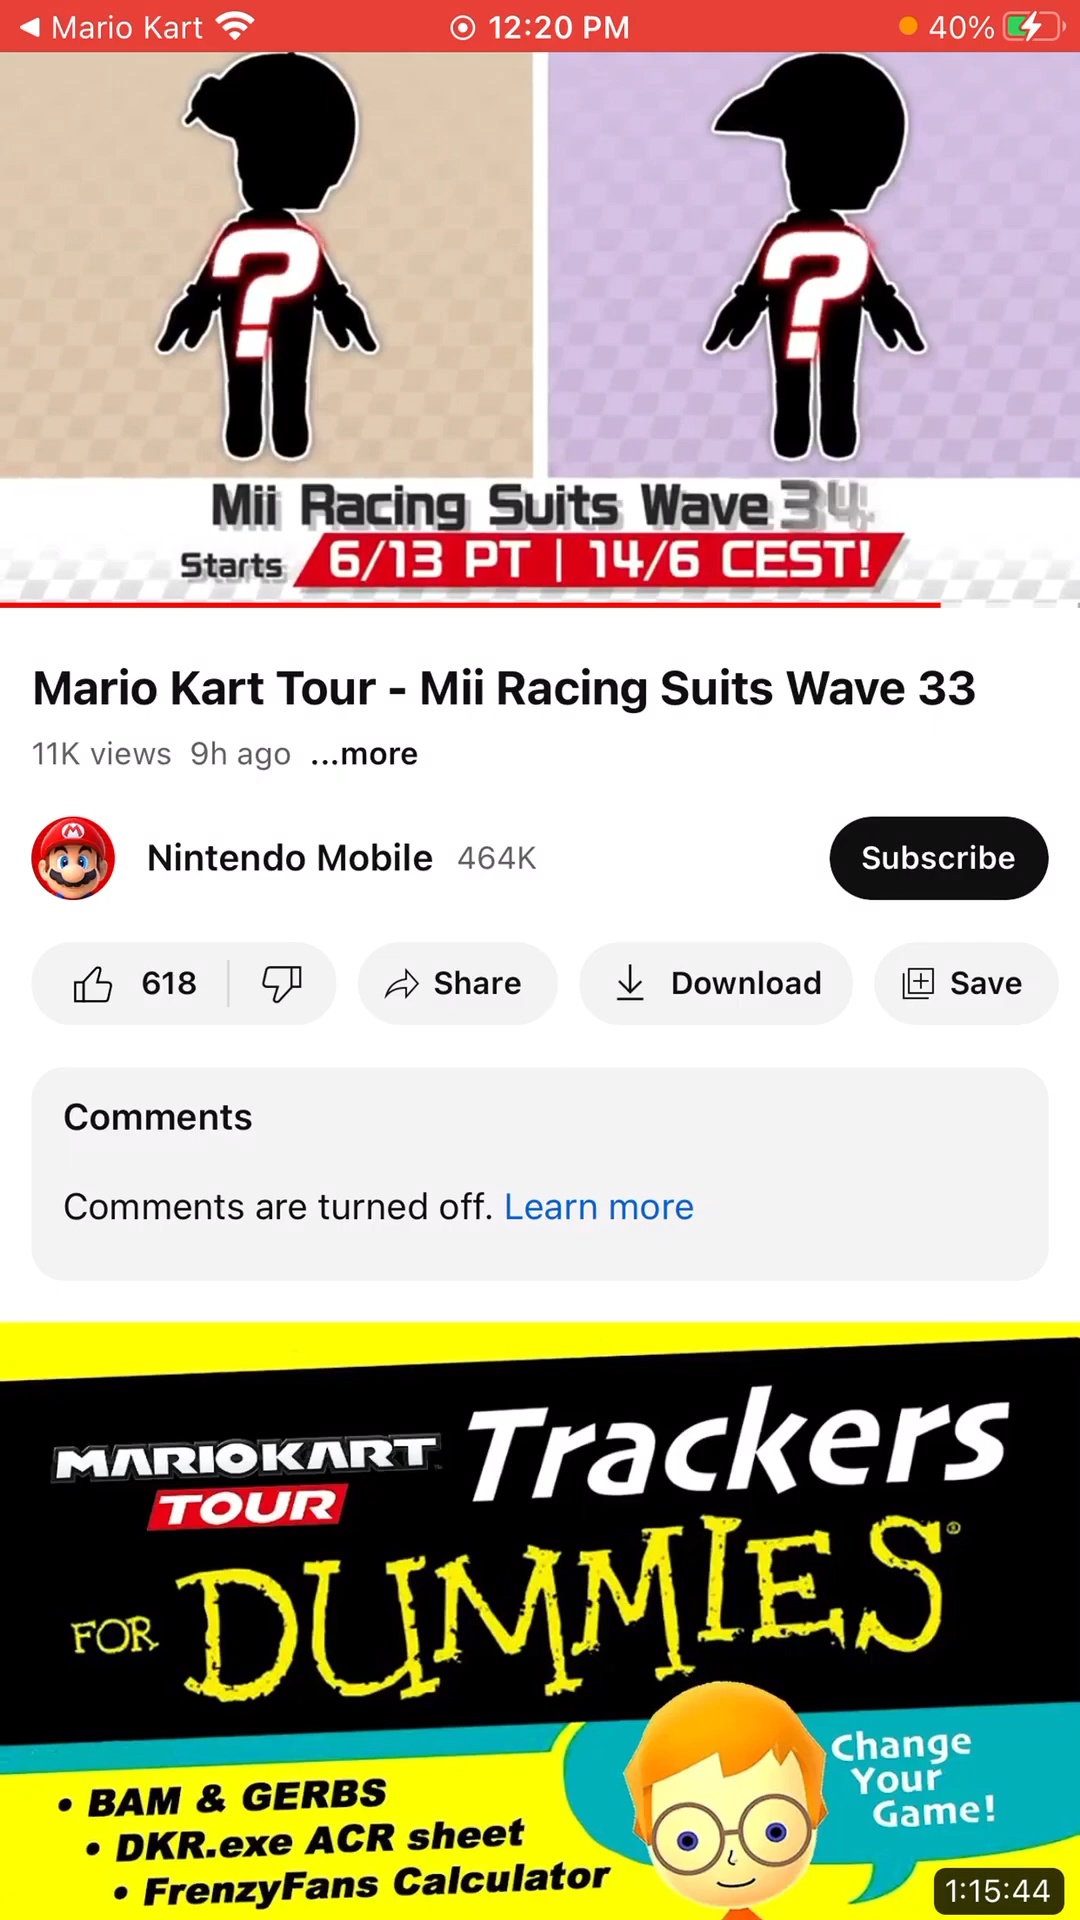 Mario Kart
12:20 PM
40%
? ?
Mii Racing Suits Wave 34
Starts 6/13 PT | 14/6 CEST!
Mario Kart Tour - Mii Racing Suits Wave 33
11K views 9h ago ...more
M
Nintendo Mobile 464K
Subscribe
618
Share
Download
Save
Comments
Comments are turned off. Learn more
MARIOKART TOUR
Trackers
FOR DUMMIES®
Change
Your
Game!
• BAM & GERBS
• DKR.exe ACR sheet
• FrenzyFans Calculator
1:15:44